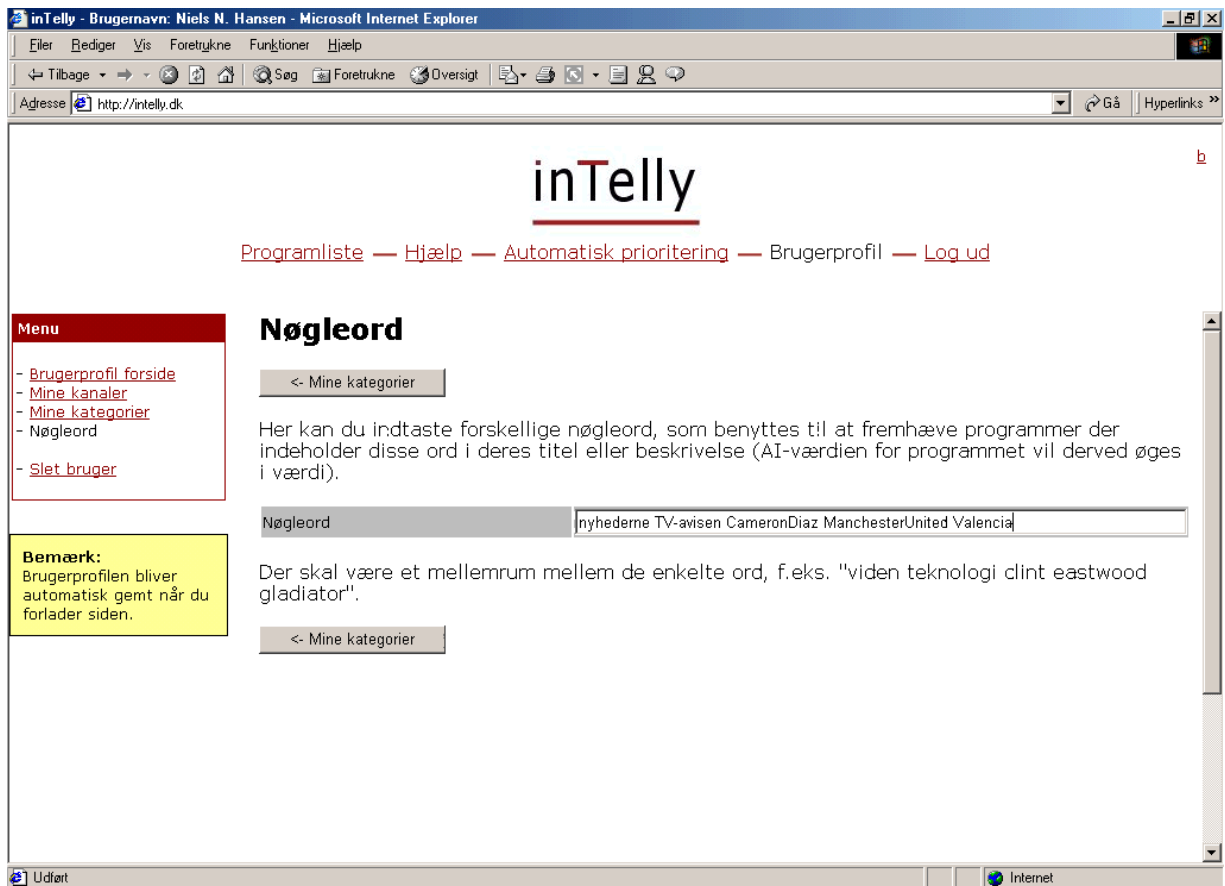 inTelly - Brugernavn: Niels N. Hansen - Microsoft Internet Explorer
Filer Rediger Vis Foretrukne Funktioner Hjælp
Tilbage Søg Foretrukne Oversigt
Adresse http://intelly.dk Gå Hyperlinks »
b
inTelly
Programliste — Hjælp — Automatisk prioritering — Brugerprofil — Log ud
Menu
- Brugerprofil forside
- Mine kanaler
- Mine kategorier
- Nøgleord
- Slet bruger
Bemærk:
Brugerprofilen bliver
automatisk gemt når du
forlader siden.
Nøgleord
<- Mine kategorier
Her kan du indtaste forskellige nøgleord, som benyttes til at fremhæve programmer der
indeholder disse ord i deres titel eller beskrivelse (AI-værdien for programmet vil derved øges
i værdi).
Nøgleord nyhederne TV-avisen CameronDiaz ManchesterUnited Valencia
Der skal være et mellemrum mellem de enkelte ord, f.eks. "viden teknologi clint eastwood
gladiator".
<- Mine kategorier
Udført Internet